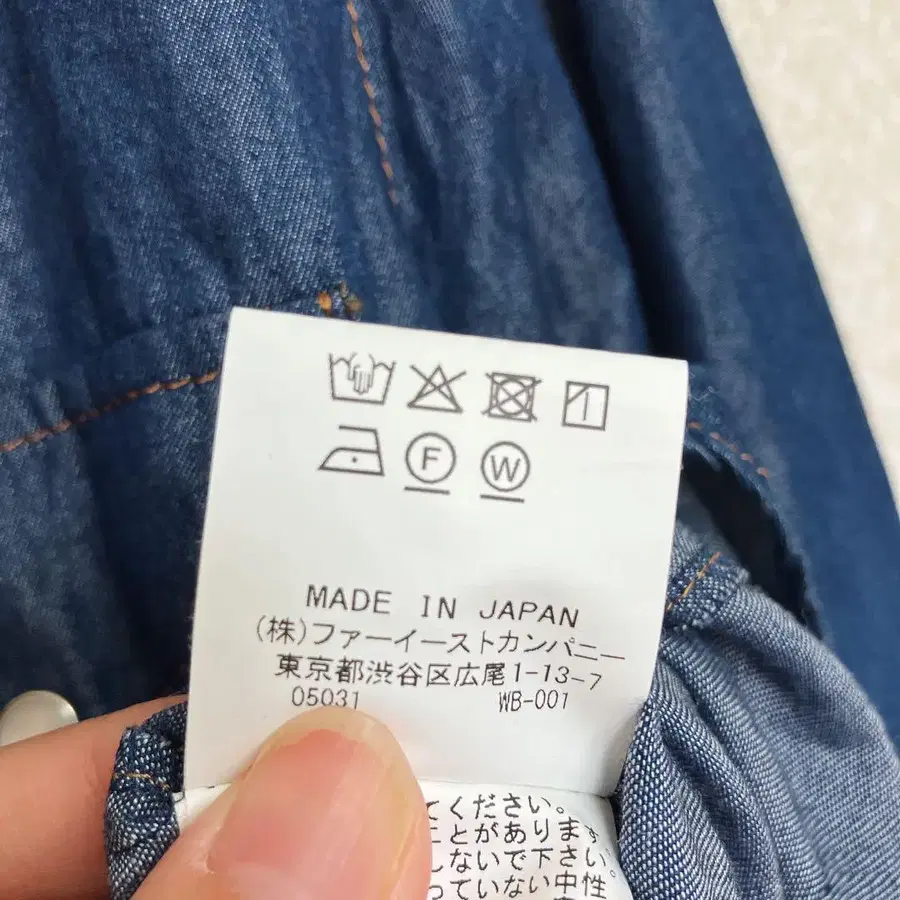 F W
MADE IN JAPAN
(株)ファーイーストカンパニー
東京都渋谷区広尾1-13-7
05031 WB-001
てください。
ことがあります
しないで下さい。
っていない中性